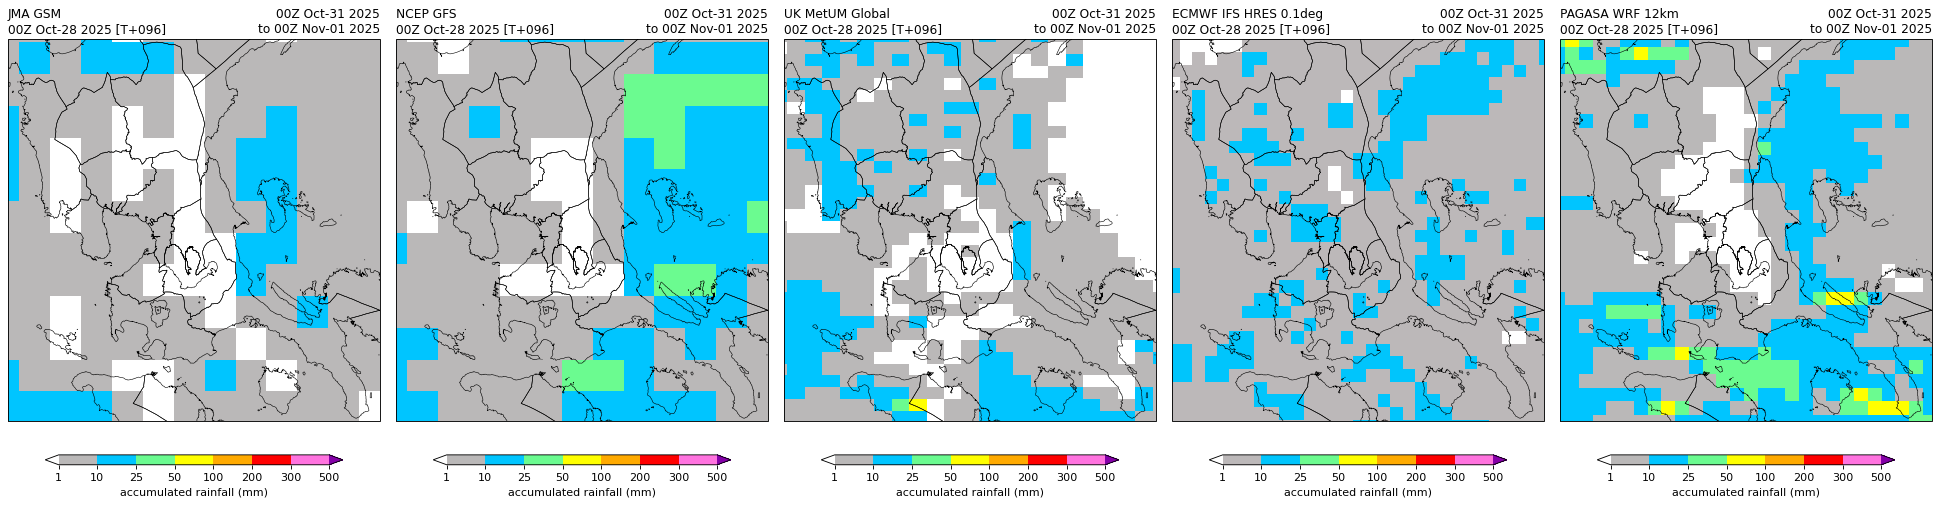 JMA GSM 00Z Oct-31 2025
00Z Oct-28 2025 [T+096] to 00Z Nov-01 2025
1 10 25 50 100 200 300 500
accumulated rainfall (mm)
NCEP GFS 00Z Oct-31 2025
00Z Oct-28 2025 [T+096] to 00Z Nov-01 2025
1 10 25 50 100 200 300 500
accumulated rainfall (mm)
UK MetUM Global 00Z Oct-31 2025
00Z Oct-28 2025 [T+096] to 00Z Nov-01 2025
1 10 25 50 100 200 300 500
accumulated rainfall (mm)
ECMWF IFS HRES 0.1deg 00Z Oct-31 2025
00Z Oct-28 2025 [T+096] to 00Z Nov-01 2025
1 10 25 50 100 200 300 500
accumulated rainfall (mm)
PAGASA WRF 12km 00Z Oct-31 2025
00Z Oct-28 2025 [T+096] to 00Z Nov-01 2025
1 10 25 50 100 200 300 500
accumulated rainfall (mm)